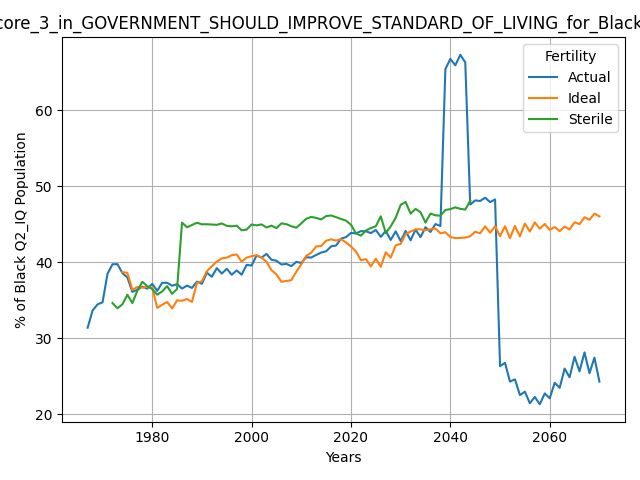 core_3_in_GOVERNMENT_SHOULD_IMPROVE_STANDARD_OF_LIVING_for_Black
Fertility
Actual
Ideal
Sterile
% of Black Q2_IQ Population
60
50
40
30
20
1980
2000
2020
2040
2060
Years